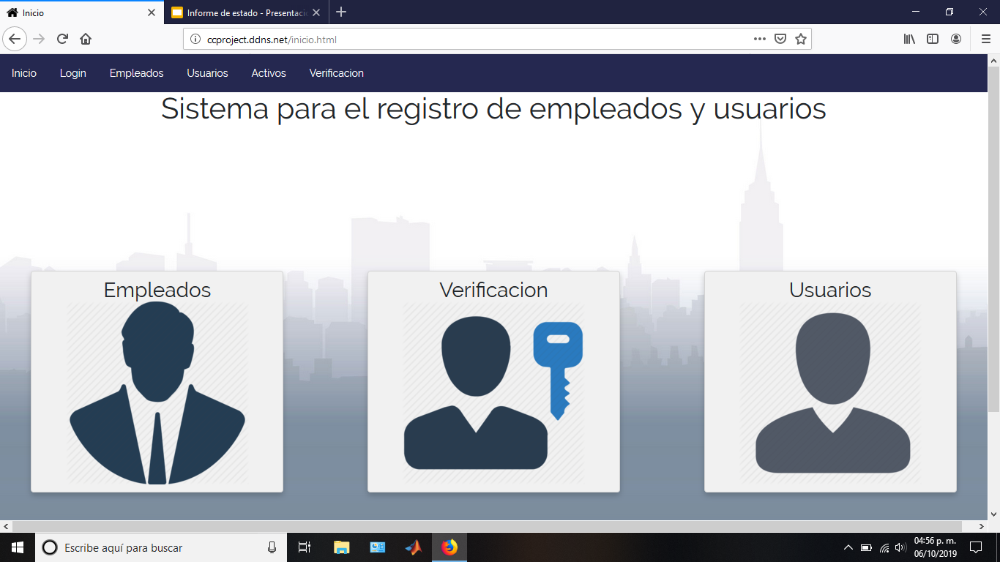 Inicio
Informe de estado - Presentaci
ccproject.ddns.net/inicio.html
Inicio Login Empleados Usuarios Activos Verificacion
Sistema para el registro de empleados y usuarios
Empleados
Verificacion
Usuarios
Escribe aquí para buscar
04:56 p. m.
06/10/2019